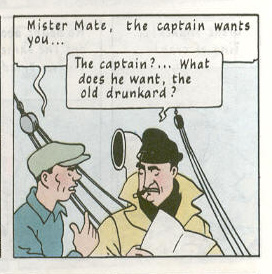 Mister Mate, the captain wants
you...
The captain?... What
does he want, the
old drunkard?